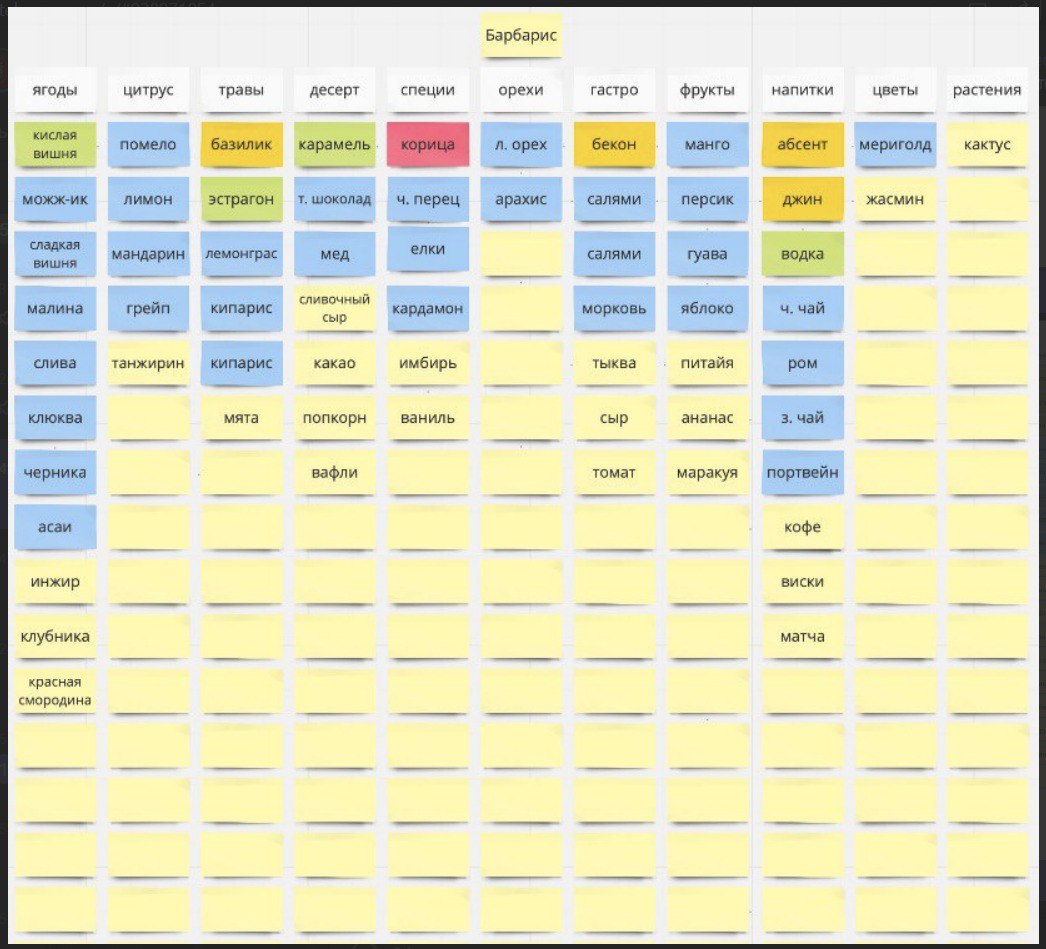 Барбарис
ягоды цитрус травы десерт специи орехи гастро фрукты напитки цветы растения
кислая вишня помело базилик карамель корица л. орех бекон манго абсент мериголд кактус
можж-ик лимон эстрагон т. шоколад ч. перец арахис салями персик джин жасмин
сладкая вишня мандарин лемонграс мед елки салями гуава водка
малина грейп кипарис сливочный сыр кардамон морковь яблоко ч. чай
слива танжирин кипарис какао имбирь тыква питайя ром
клюква мята попкорн ваниль сыр ананас з. чай
черника вафли томат маракуя портвейн
асаи кофе
инжир виски
клубника матча
красная смородина